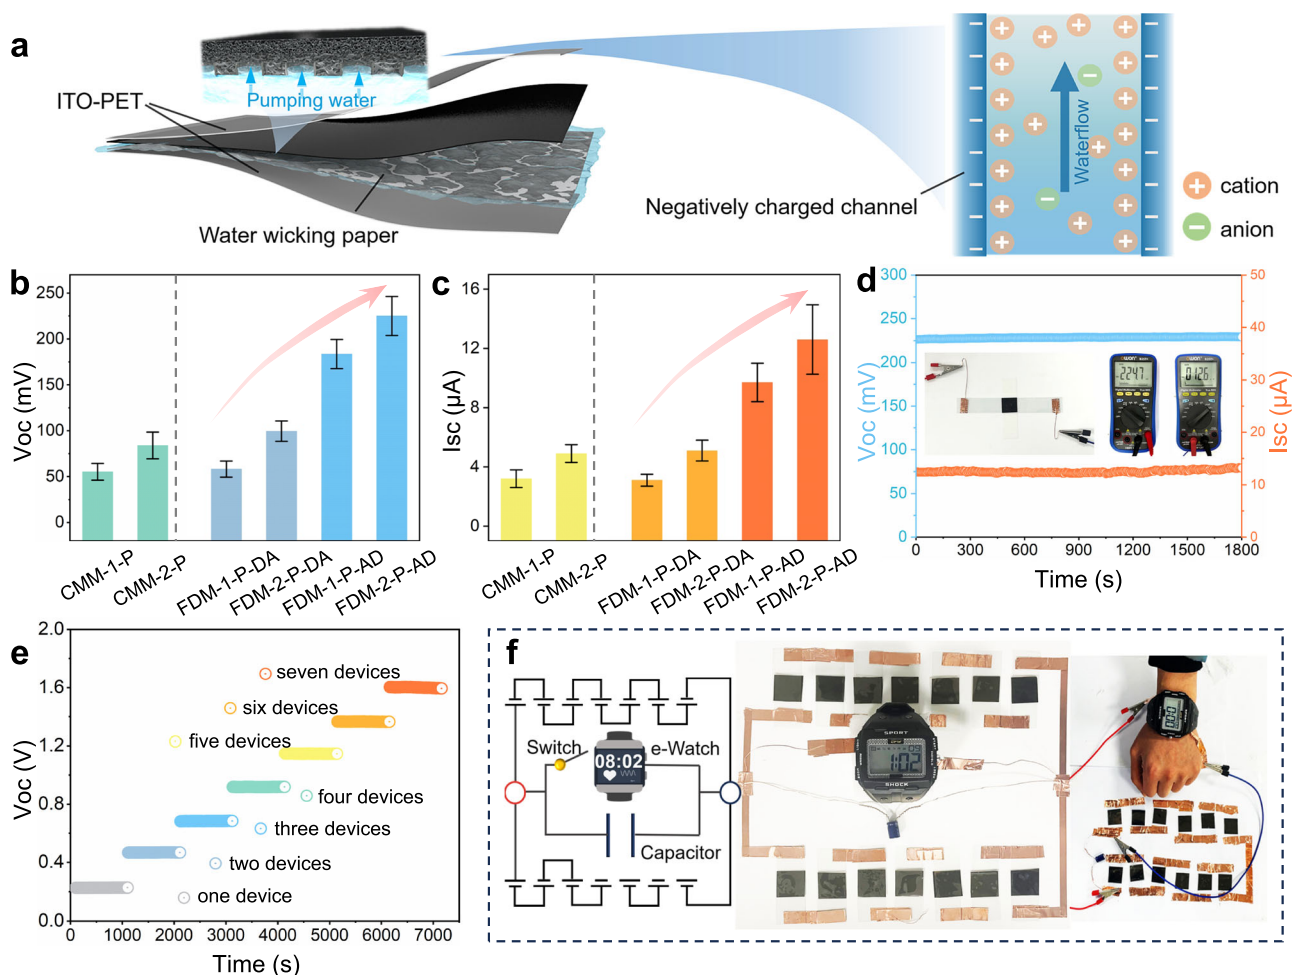 a
Pumping water
ITO-PET
Water wicking paper
Negatively charged channel
Waterflow
cation
anion
b
Voc (mV)
250
200
150
100
50
0
CMM-1-P
CMM-2-P
FDM-1-P-DA
FDM-2-P-DA
FDM-1-P-AD
FDM-2-P-AD
c
Isc (μA)
16
12
8
4
0
CMM-1-P
CMM-2-P
FDM-1-P-DA
FDM-2-P-DA
FDM-1-P-AD
FDM-2-P-AD
d
Voc (mV)
300
250
200
150
100
50
0
Isc (μA)
50
40
30
20
10
0
2247
0126
0
300
600
900
1200
1500
1800
Time (s)
e
Voc (V)
2.0
1.6
1.2
0.8
0.4
0.0
seven devices
six devices
five devices
four devices
three devices
two devices
one device
0
1000
2000
3000
4000
5000
6000
7000
Time (s)
f
Switch
e-Watch
08:02
Capacitor
SPORT
1:02
SHOCK